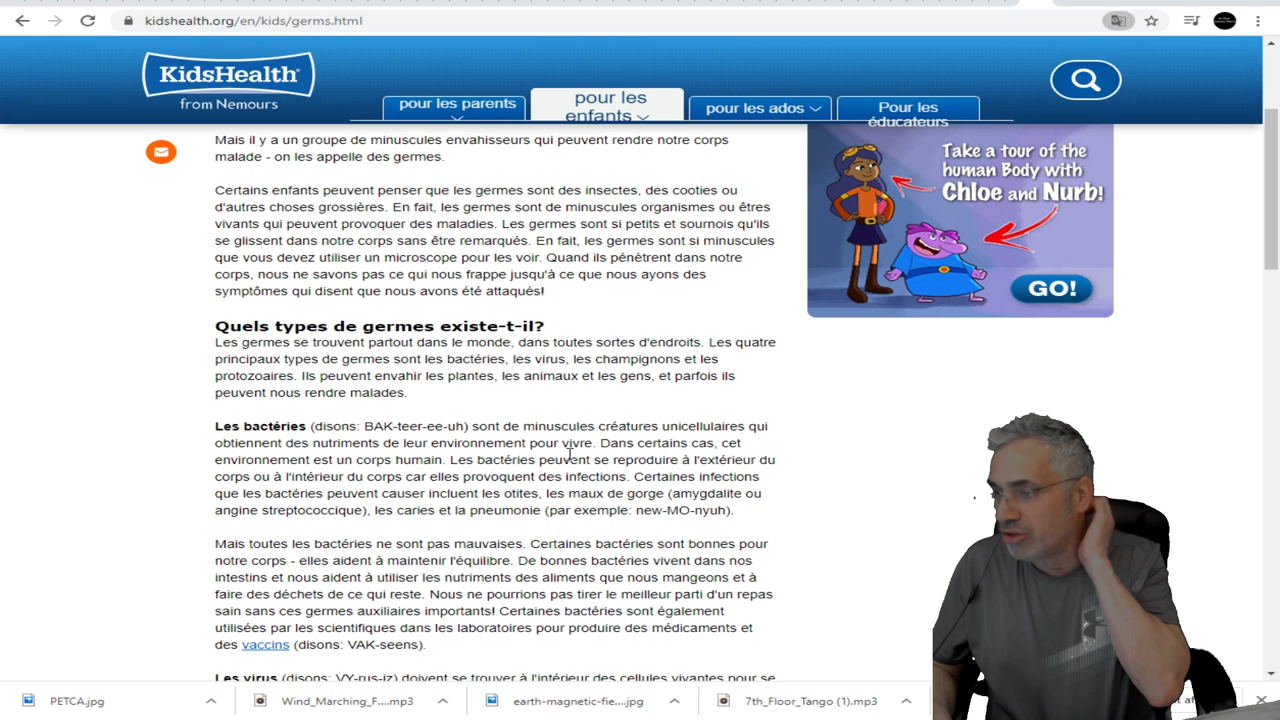 kidshealth.org/en/kids/germs.html
KidsHealth
from Nemours
pour les parents
pour les enfants
pour les ados
Pour les éducateurs
Mais il y a un groupe de minuscules envahisseurs qui peuvent rendre notre corps
malade - on les appelle des germes.
Certains enfants peuvent penser que les germes sont des insectes, des cooties ou
d'autres choses grossières. En fait, les germes sont de minuscules organismes ou êtres
vivants qui peuvent provoquer des maladies. Les germes sont si petits et sournois qu'ils
se glissent dans notre corps sans être remarqués. En fait, les germes sont si minuscules
que vous devez utiliser un microscope pour les voir. Quand ils pénètrent dans notre
corps, nous ne savons pas ce qui nous frappe jusqu'à ce que nous ayons des
symptômes qui disent que nous avons été attaqués!
Quels types de germes existe-t-il?
Les germes se trouvent partout dans le monde, dans toutes sortes d'endroits. Les quatre
principaux types de germes sont les bactéries, les virus, les champignons et les
protozoaires. Ils peuvent envahir les plantes, les animaux et les gens, et parfois ils
peuvent nous rendre malades.
Les bactéries (disons: BAK-teer-ee-uh) sont de minuscules créatures unicellulaires qui
obtiennent des nutriments de leur environnement pour vivre. Dans certains cas, cet
environnement est un corps humain. Les bactéries peuvent se reproduire à l'extérieur du
corps ou à l'intérieur du corps car elles provoquent des infections. Certaines infections
que les bactéries peuvent causer incluent les otites, les maux de gorge (amygdalite ou
angine streptococcique), les caries et la pneumonie (par exemple: new-MO-nyuh).
Mais toutes les bactéries ne sont pas mauvaises. Certaines bactéries sont bonnes pour
notre corps - elles aident à maintenir l'équilibre. De bonnes bactéries vivent dans nos
intestins et nous aident à utiliser les nutriments des aliments que nous mangeons et à
faire des déchets de ce qui reste. Nous ne pourrions pas tirer le meilleur parti d'un repas
sain sans ces germes auxiliaires importants! Certaines bactéries sont également
utilisées par les scientifiques dans les laboratoires pour produire des médicaments et
des vaccins (disons: VAK-seens).
Les virus (disons: VY-rus-iz) doivent se trouver à l'intérieur des cellules vivantes pour se
Take a tour of the
human Body with
Chloe and Nurb!
GO!
PETCA.jpg
Wind_Marching_F....mp3
earth-magnetic-fie....jpg
7th_Floor_Tango (1).mp3